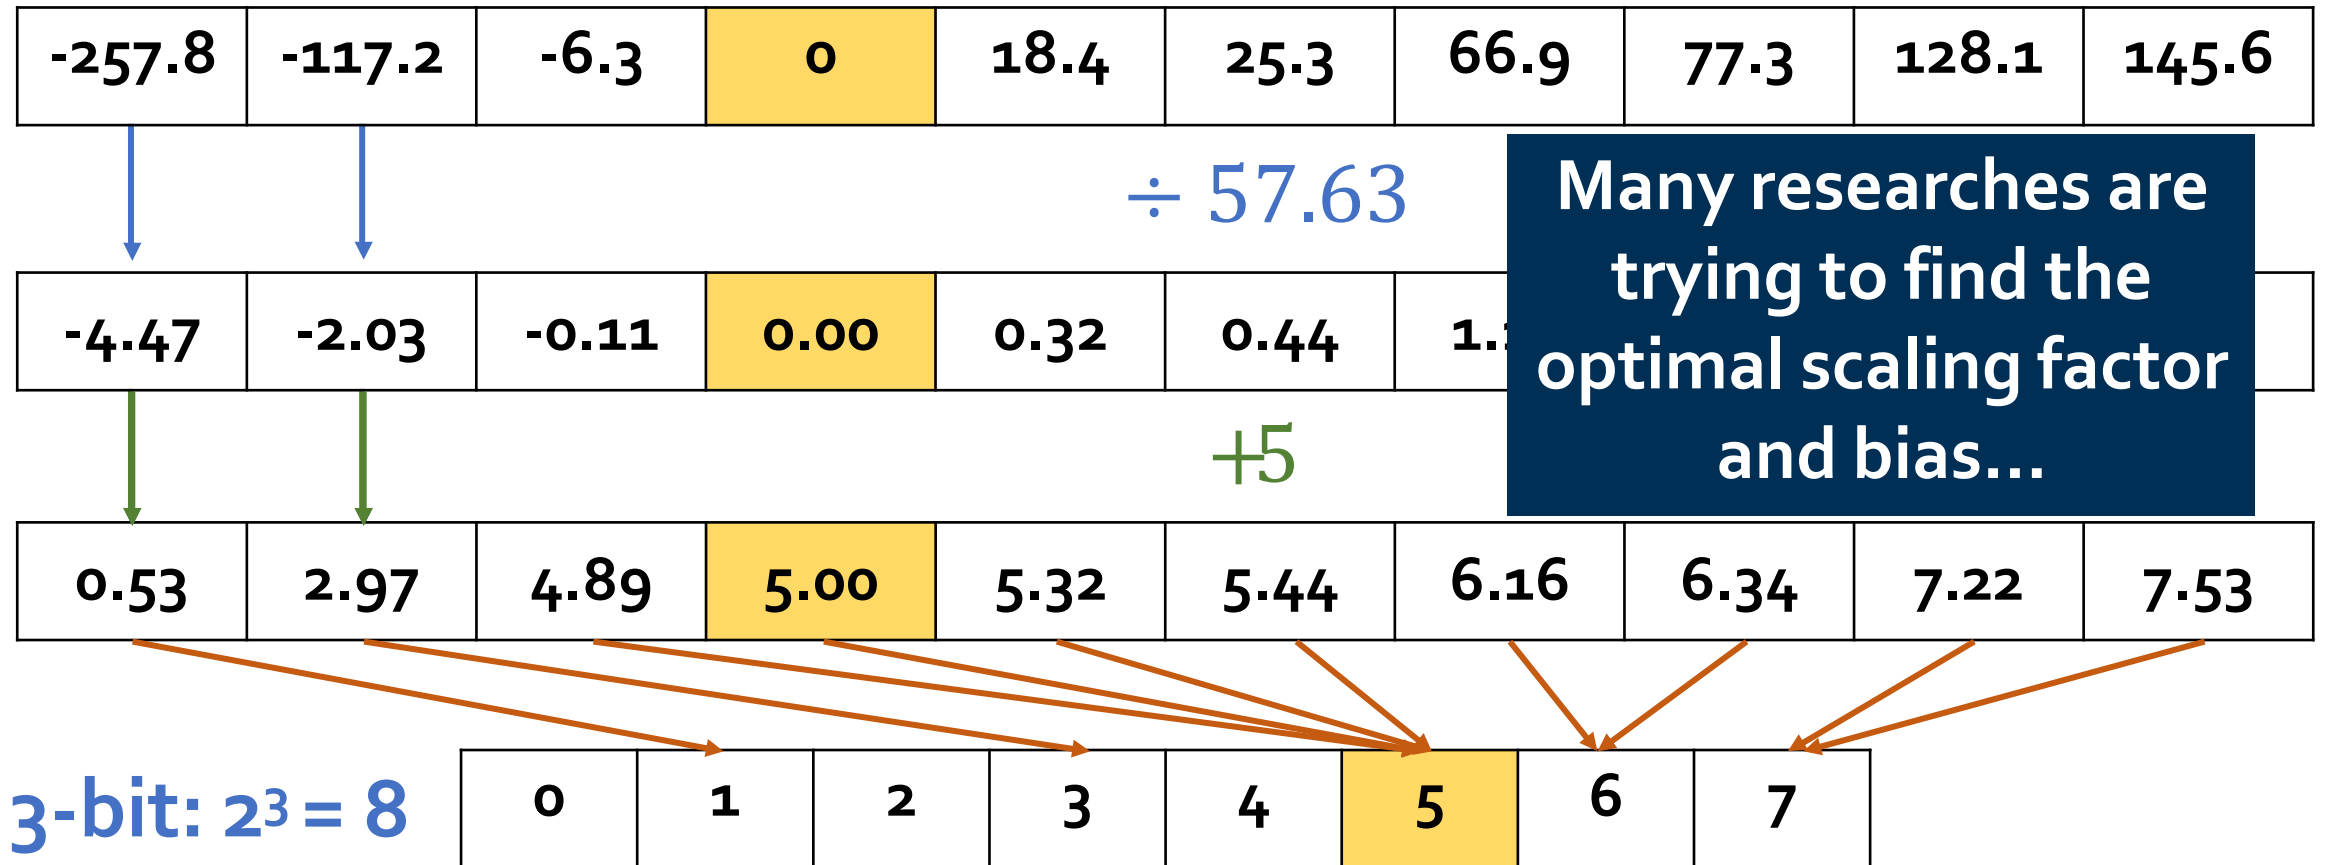 -257.8 -117.2 -6.3 0 18.4 25.3 66.9 77.3 128.1 145.6
÷ 57.63
Many researches are
trying to find the
optimal scaling factor
and bias...
-4.47 -2.03 -0.11 0.00 0.32 0.44
+5
0.53 2.97 4.89 5.00 5.32 5.44 6.16 6.34 7.22 7.53
3-bit: 2³ = 8
0 1 2 3 4 5 6 7